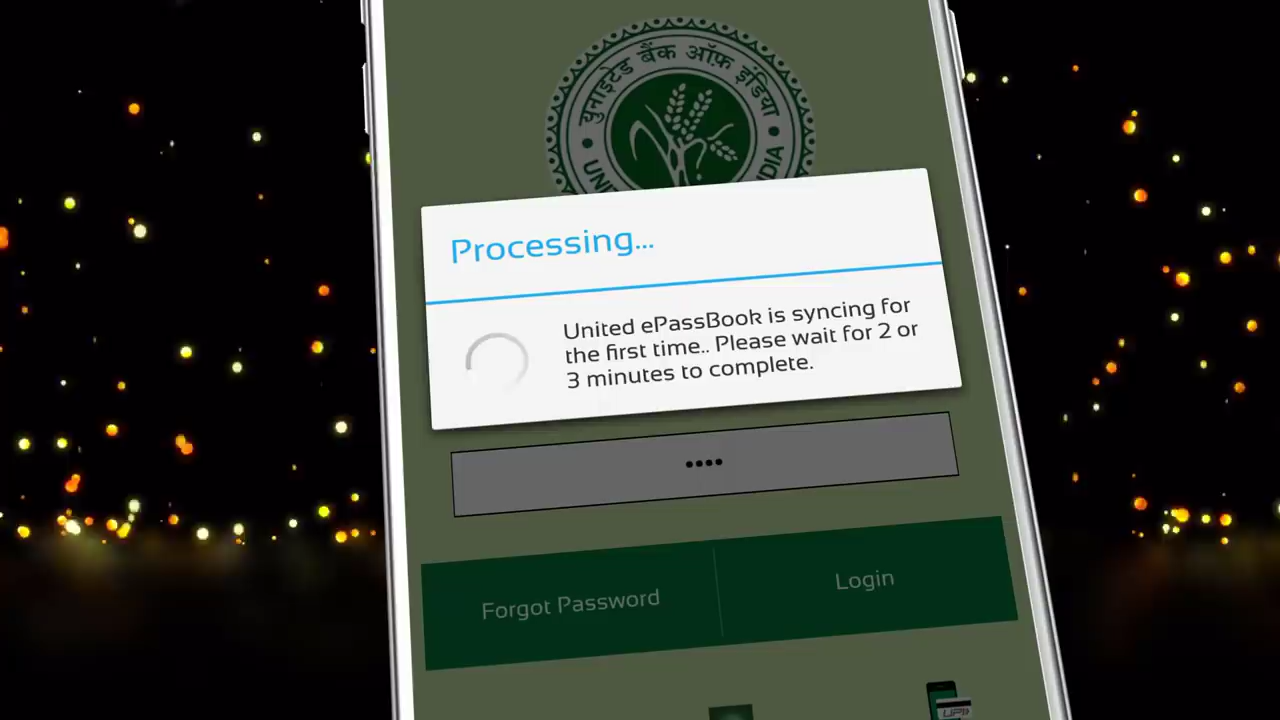 युनाइटेड बैंक ऑफ़ इंडिया
Processing...
United ePassBook is syncing for
the first time.. Please wait for 2 or
3 minutes to complete.
••••
Forgot Password
Login
UPI